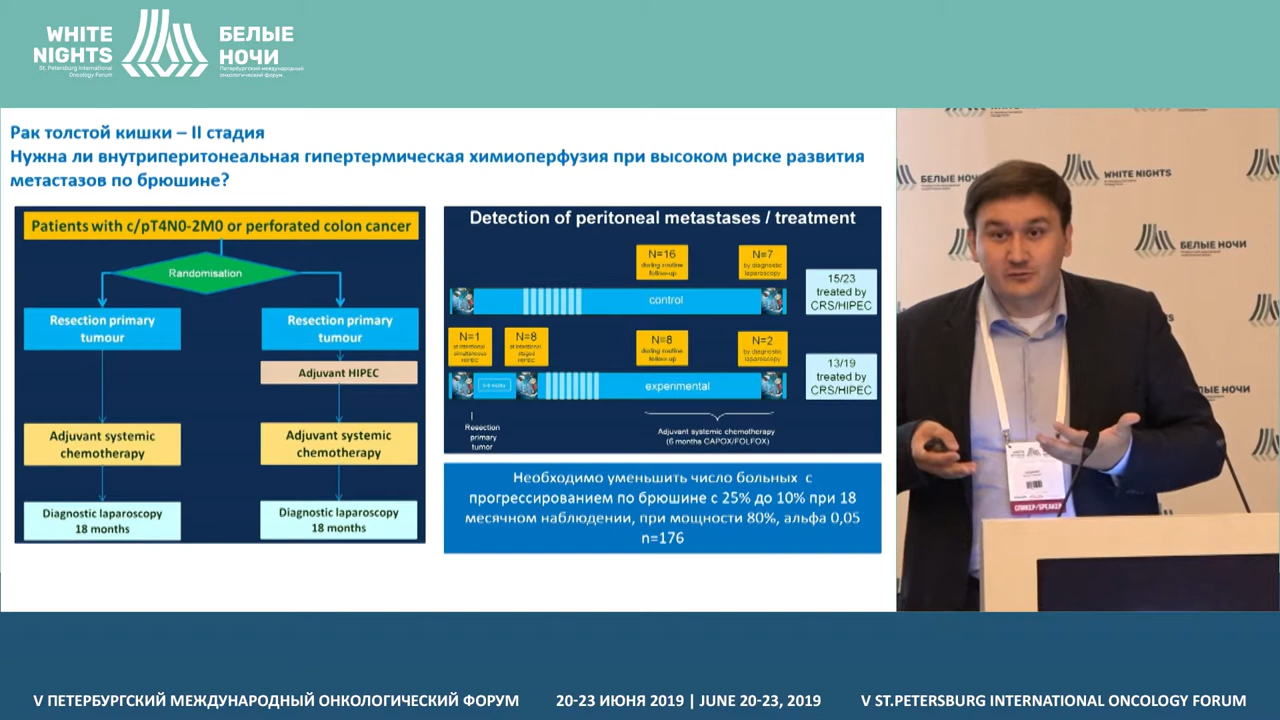 WHITE
NIGHTS
St. Petersburg International
Oncology Forum
БЕЛЫЕ
НОЧИ
Петербургский международный
онкологический форум
Рак толстой кишки – II стадия
Нужна ли внутриперитонеальная гипертермическая химиоперфузия при высоком риске развития
метастазов по брюшине?
Patients with c/pT4N0-2M0 or perforated colon cancer
Randomisation
Resection primary
tumour
Resection primary
tumour
Adjuvant HIPEC
Adjuvant systemic
chemotherapy
Adjuvant systemic
chemotherapy
Diagnostic laparoscopy
18 months
Diagnostic laparoscopy
18 months
Detection of peritoneal metastases / treatment
N=16
during routine
follow-up
N=7
by diagnostic
laparoscopy
control
15/23
treated by
CRS/HIPEC
N=1
at intentional
simultaneous
HIPEC
N=8
at intentional
staged
HIPEC
N=8
during routine
follow-up
N=2
by diagnostic
laparoscopy
experimental
13/19
treated by
CRS/HIPEC
Resection
primary
tumor
Adjuvant systemic chemotherapy
(6 months CAPOX/FOLFOX)
Необходимо уменьшить число больных с
прогрессированием по брюшине с 25% до 10% при 18
месячном наблюдении, при мощности 80%, альфа 0,05
n=176
БЕЛЫЕ НОЧИ
WHITE NIGHTS
БЕЛЫЕ НОЧИ
СПИКЕР/SPEAKER
V ПЕТЕРБУРГСКИЙ МЕЖДУНАРОДНЫЙ ОНКОЛОГИЧЕСКИЙ ФОРУМ
20-23 ИЮНЯ 2019 | JUNE 20-23, 2019
V ST.PETERSBURG INTERNATIONAL ONCOLOGY FORUM